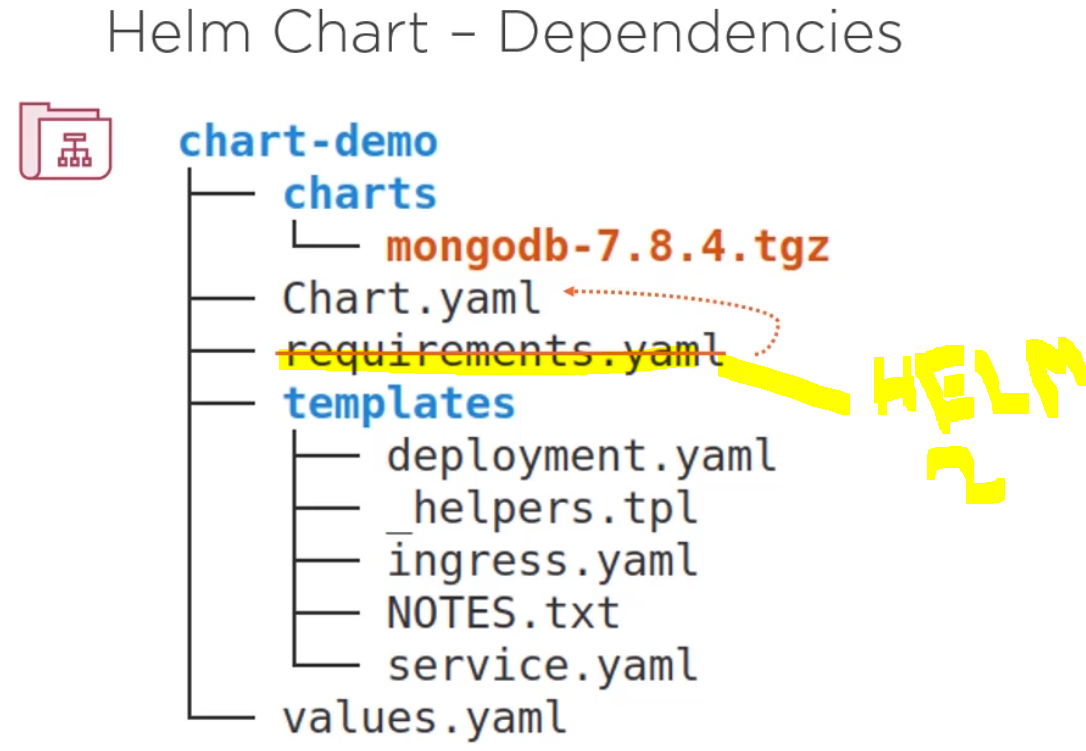 Helm Chart – Dependencies
chart-demo
charts
mongodb-7.8.4.tgz
Chart.yaml
requirements.yaml
HELM
2
templates
deployment.yaml
_helpers.tpl
ingress.yaml
NOTES.txt
service.yaml
values.yaml